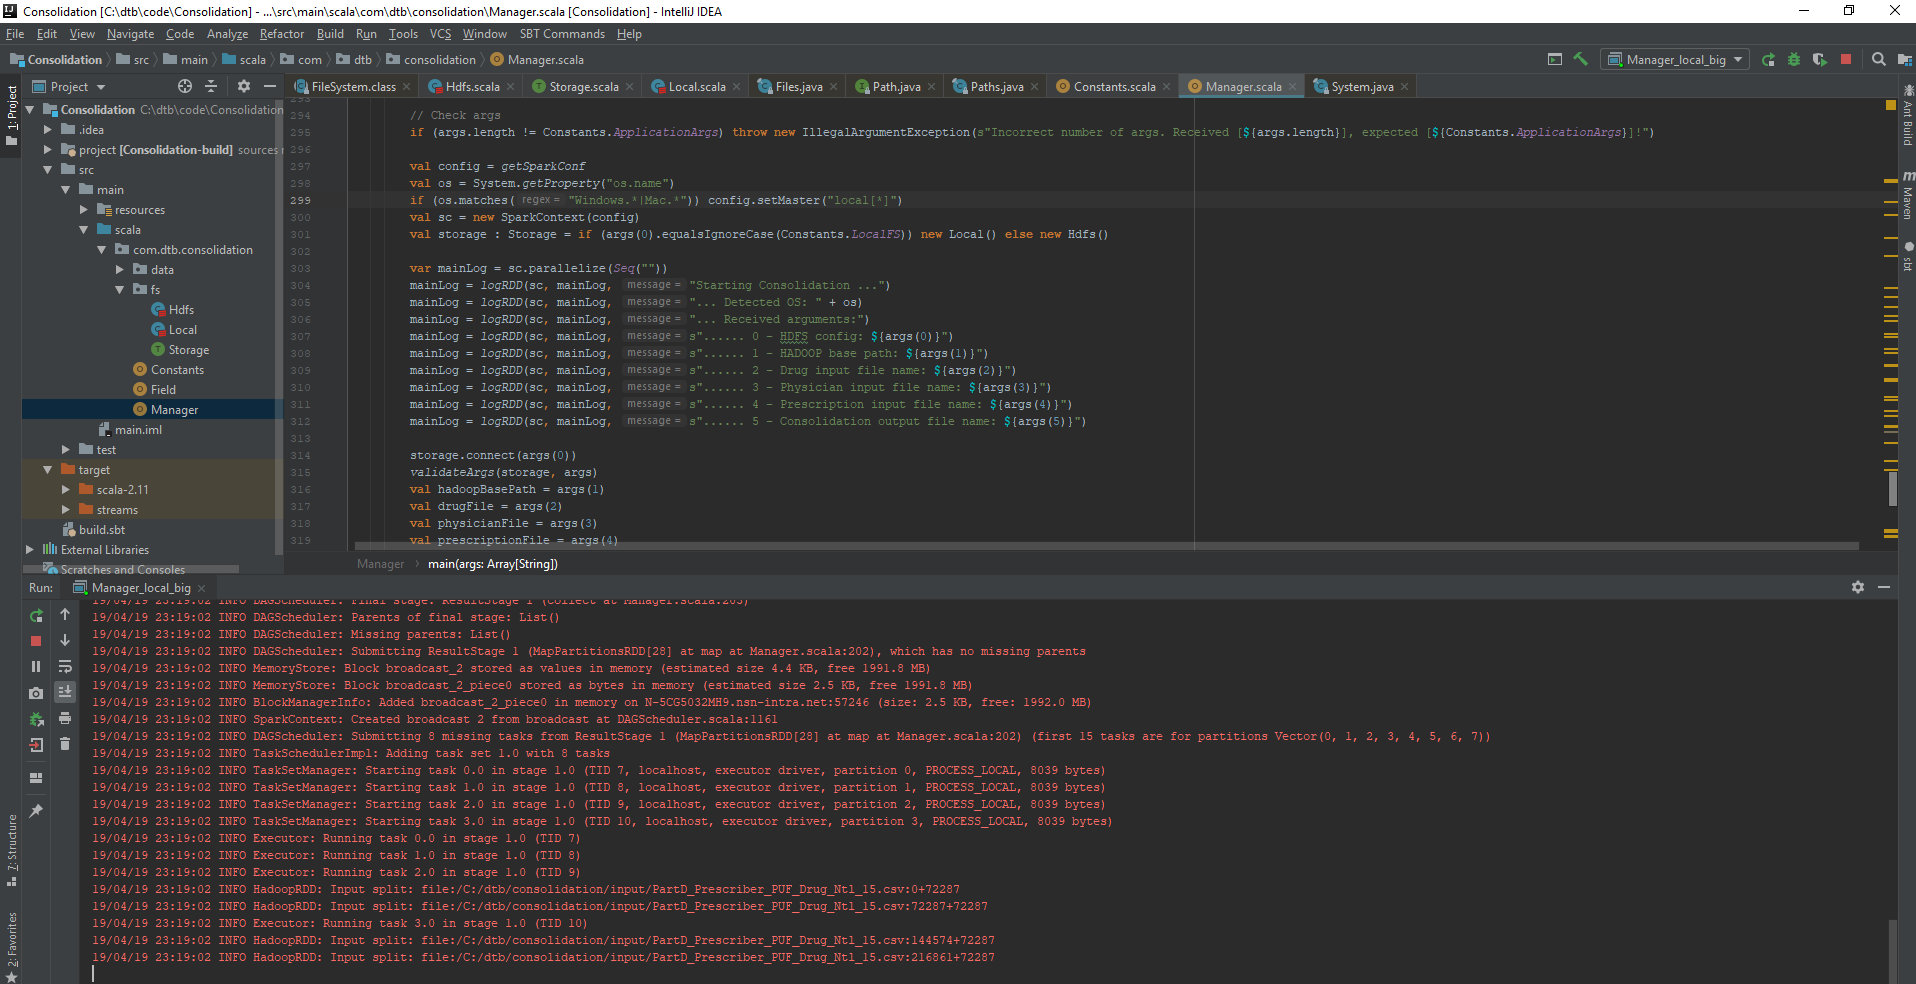 Consolidation [C:\dtb\code\Consolidation] - ...\src\main\scala\com\dtb\consolidation\Manager.scala [Consolidation] - IntelliJ IDEA
File Edit View Navigate Code Analyze Refactor Build Run Tools VCS Window SBT Commands Help
Consolidation src main scala com dtb consolidation Manager.scala
Manager_local_big
Project
FileSystem.class Hdfs.scala Storage.scala Local.scala Files.java Path.java Paths.java Constants.scala Manager.scala System.java
1: Project
Consolidation C:\dtb\code\Consolidation
.idea
project [Consolidation-build] sources
src
main
resources
scala
com.dtb.consolidation
data
fs
Hdfs
Local
Storage
Constants
Field
Manager
main.iml
test
target
scala-2.11
streams
build.sbt
External Libraries
Scratches and Consoles
293
294 // Check args
295 if (args.length != Constants.ApplicationArgs) throw new IllegalArgumentException(s"Incorrect number of args. Received [${args.length}], expected [${Constants.ApplicationArgs}]!")
296
297 val config = getSparkConf
298 val os = System.getProperty("os.name")
299 if (os.matches( regex = "Windows.*|Mac.*")) config.setMaster("local[*]")
300 val sc = new SparkContext(config)
301 val storage : Storage = if (args(0).equalsIgnoreCase(Constants.LocalFS)) new Local() else new Hdfs()
302
303 var mainLog = sc.parallelize(Seq(""))
304 mainLog = logRDD(sc, mainLog, message = "Starting Consolidation ...")
305 mainLog = logRDD(sc, mainLog, message = "... Detected OS: " + os)
306 mainLog = logRDD(sc, mainLog, message = "... Received arguments:")
307 mainLog = logRDD(sc, mainLog, message = s"...... 0 - HDFS config: ${args(0)}")
308 mainLog = logRDD(sc, mainLog, message = s"...... 1 - HADOOP base path: ${args(1)}")
309 mainLog = logRDD(sc, mainLog, message = s"...... 2 - Drug input file name: ${args(2)}")
310 mainLog = logRDD(sc, mainLog, message = s"...... 3 - Physician input file name: ${args(3)}")
311 mainLog = logRDD(sc, mainLog, message = s"...... 4 - Prescription input file name: ${args(4)}")
312 mainLog = logRDD(sc, mainLog, message = s"...... 5 - Consolidation output file name: ${args(5)}")
313
314 storage.connect(args(0))
315 validateArgs(storage, args)
316 val hadoopBasePath = args(1)
317 val drugFile = args(2)
318 val physicianFile = args(3)
319 val prescriptionFile = args(4)
Manager main(args: Array[String])
Ant Build
Maven
sbt
Run: Manager_local_big
19/04/19 23:19:02 INFO DAGScheduler: Final stage: ResultStage 1 (collect at Manager.scala:203)
19/04/19 23:19:02 INFO DAGScheduler: Parents of final stage: List()
19/04/19 23:19:02 INFO DAGScheduler: Missing parents: List()
19/04/19 23:19:02 INFO DAGScheduler: Submitting ResultStage 1 (MapPartitionsRDD[28] at map at Manager.scala:202), which has no missing parents
19/04/19 23:19:02 INFO MemoryStore: Block broadcast_2 stored as values in memory (estimated size 4.4 KB, free 1991.8 MB)
19/04/19 23:19:02 INFO MemoryStore: Block broadcast_2_piece0 stored as bytes in memory (estimated size 2.5 KB, free 1991.8 MB)
19/04/19 23:19:02 INFO BlockManagerInfo: Added broadcast_2_piece0 in memory on N-5CG5032MH9.nsn-intra.net:57246 (size: 2.5 KB, free: 1992.0 MB)
19/04/19 23:19:02 INFO SparkContext: Created broadcast 2 from broadcast at DAGScheduler.scala:1161
19/04/19 23:19:02 INFO DAGScheduler: Submitting 8 missing tasks from ResultStage 1 (MapPartitionsRDD[28] at map at Manager.scala:202) (first 15 tasks are for partitions Vector(0, 1, 2, 3, 4, 5, 6, 7))
19/04/19 23:19:02 INFO TaskSchedulerImpl: Adding task set 1.0 with 8 tasks
19/04/19 23:19:02 INFO TaskSetManager: Starting task 0.0 in stage 1.0 (TID 7, localhost, executor driver, partition 0, PROCESS_LOCAL, 8039 bytes)
19/04/19 23:19:02 INFO TaskSetManager: Starting task 1.0 in stage 1.0 (TID 8, localhost, executor driver, partition 1, PROCESS_LOCAL, 8039 bytes)
19/04/19 23:19:02 INFO TaskSetManager: Starting task 2.0 in stage 1.0 (TID 9, localhost, executor driver, partition 2, PROCESS_LOCAL, 8039 bytes)
19/04/19 23:19:02 INFO TaskSetManager: Starting task 3.0 in stage 1.0 (TID 10, localhost, executor driver, partition 3, PROCESS_LOCAL, 8039 bytes)
19/04/19 23:19:02 INFO Executor: Running task 0.0 in stage 1.0 (TID 7)
19/04/19 23:19:02 INFO Executor: Running task 1.0 in stage 1.0 (TID 8)
19/04/19 23:19:02 INFO Executor: Running task 2.0 in stage 1.0 (TID 9)
19/04/19 23:19:02 INFO HadoopRDD: Input split: file:/C:/dtb/consolidation/input/PartD_Prescriber_PUF_Drug_Ntl_15.csv:0+72287
19/04/19 23:19:02 INFO HadoopRDD: Input split: file:/C:/dtb/consolidation/input/PartD_Prescriber_PUF_Drug_Ntl_15.csv:72287+72287
19/04/19 23:19:02 INFO Executor: Running task 3.0 in stage 1.0 (TID 10)
19/04/19 23:19:02 INFO HadoopRDD: Input split: file:/C:/dtb/consolidation/input/PartD_Prescriber_PUF_Drug_Ntl_15.csv:144574+72287
19/04/19 23:19:02 INFO HadoopRDD: Input split: file:/C:/dtb/consolidation/input/PartD_Prescriber_PUF_Drug_Ntl_15.csv:216861+72287
7: Structure
2: Favorites